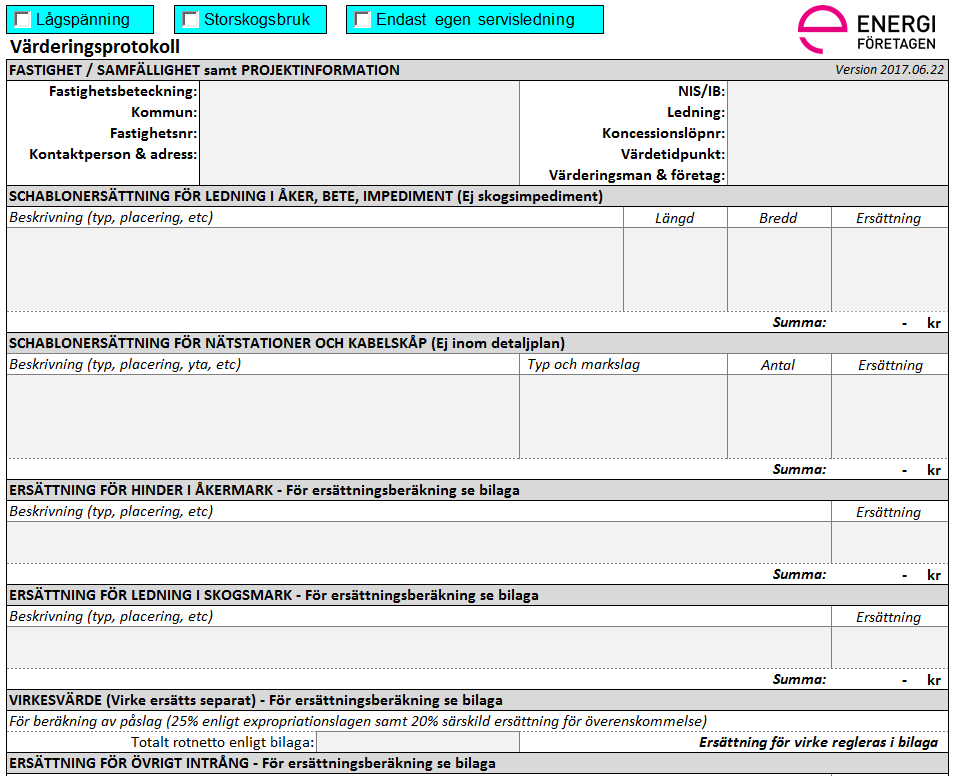 Lågspänning Storskogsbruk Endast egen servisledning
ENERGI
FÖRETAGEN
Värderingsprotokoll
FASTIGHET / SAMFÄLLIGHET samt PROJEKTINFORMATION Version 2017.06.22
Fastighetsbeteckning: NIS/IB:
Kommun: Ledning:
Fastighetsnr: Koncessionslöpnr:
Kontaktperson & adress: Värdetidpunkt:
Värderingsman & företag:
SCHABLONERSÄTTNING FÖR LEDNING I ÅKER, BETE, IMPEDIMENT (Ej skogsimpediment)
Beskrivning (typ, placering, etc) Längd Bredd Ersättning
Summa: - kr
SCHABLONERSÄTTNING FÖR NÄTSTATIONER OCH KABELSKÅP (Ej inom detaljplan)
Beskrivning (typ, placering, yta, etc) Typ och markslag Antal Ersättning
Summa: - kr
ERSÄTTNING FÖR HINDER I ÅKERMARK - För ersättningsberäkning se bilaga
Beskrivning (typ, placering, etc) Ersättning
Summa: - kr
ERSÄTTNING FÖR LEDNING I SKOGSMARK - För ersättningsberäkning se bilaga
Beskrivning (typ, placering, etc) Ersättning
Summa: - kr
VIRKESVÄRDE (Virke ersätts separat) - För ersättningsberäkning se bilaga
För beräkning av påslag (25% enligt expropriationslagen samt 20% särskild ersättning för överenskommelse)
Totalt rotnetto enligt bilaga: Ersättning för virke regleras i bilaga
ERSÄTTNING FÖR ÖVRIGT INTRÅNG - För ersättningsberäkning se bilaga